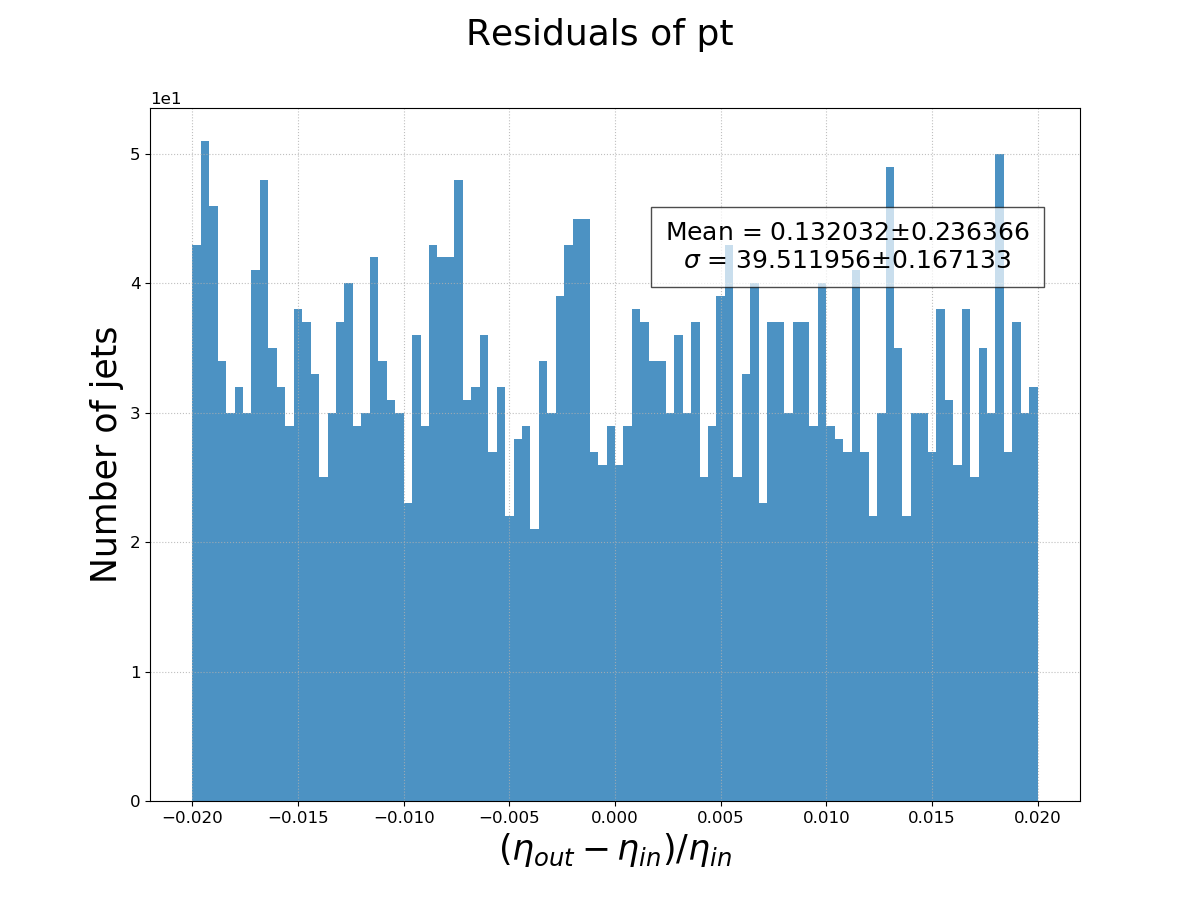 Residuals of pt
1e1
5
4
3
2
1
0
Number of jets
Mean = 0.132032±0.236366
σ = 39.511956±0.167133
−0.020 −0.015 −0.010 −0.005 0.000 0.005 0.010 0.015 0.020
(η_out − η_in)/η_in